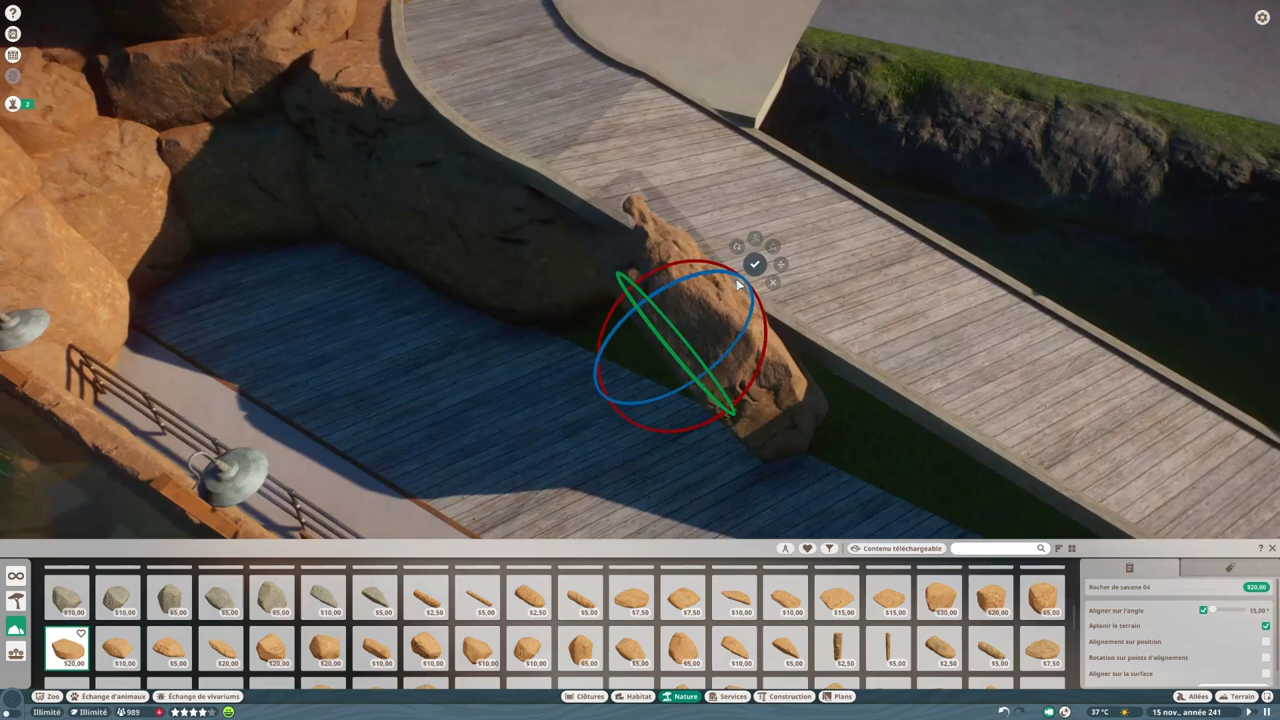 2
Contenu téléchargeable
?
$10,00 $10,00 $5,00 $5,00 $5,00 $10,00 $5,00 $2,50 $5,00 $2,50 $5,00 $7,50 $7,50 $10,00 $10,00 $15,00 $15,00 $30,00 $20,00 $5,00
$20,00 $10,00 $5,00 $20,00 $20,00 $10,00 $10,00 $5,00 $10,00 $10,00 $5,00 $5,00 $5,00 $10,00 $5,00 $2,50 $5,00 $2,50 $5,00 $7,50
Rocher de savane 04 $20,00
Aligner sur l'angle 15,00°
Aplanir le terrain
Alignement sur position
Rotation sur points d'alignement
Aligner sur la surface
Zoo Échange d'animaux Échange de vivariums Clôtures Habitat Nature Services Construction Plans Allées Terrain
Illimité Illimité 989 37 °C 15 nov., année 241